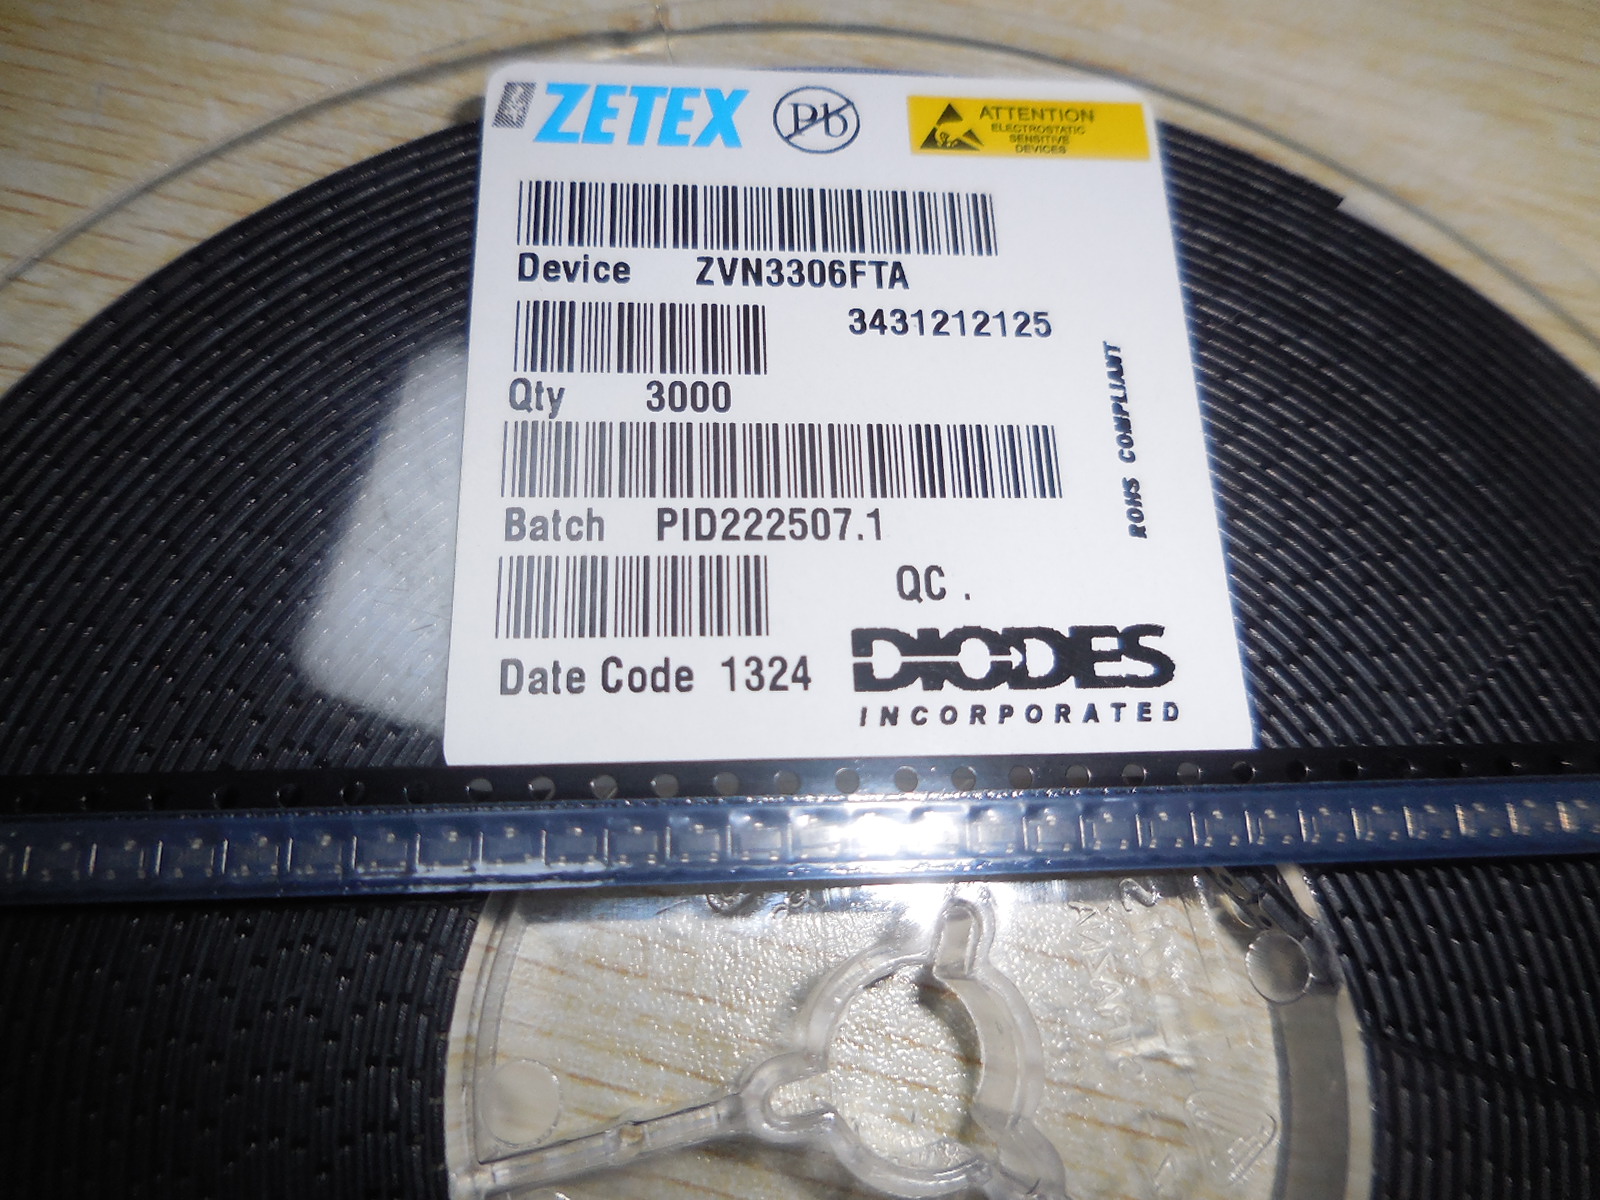 ZETEX
Pb
ATTENTION
ELECTROSTATIC
SENSITIVE
DEVICES
Device ZVN3306FTA
3431212125
Qty 3000
ROHS COMPLIANT
Batch PID222507.1
QC .
Date Code 1324
DIODES
INCORPORATED